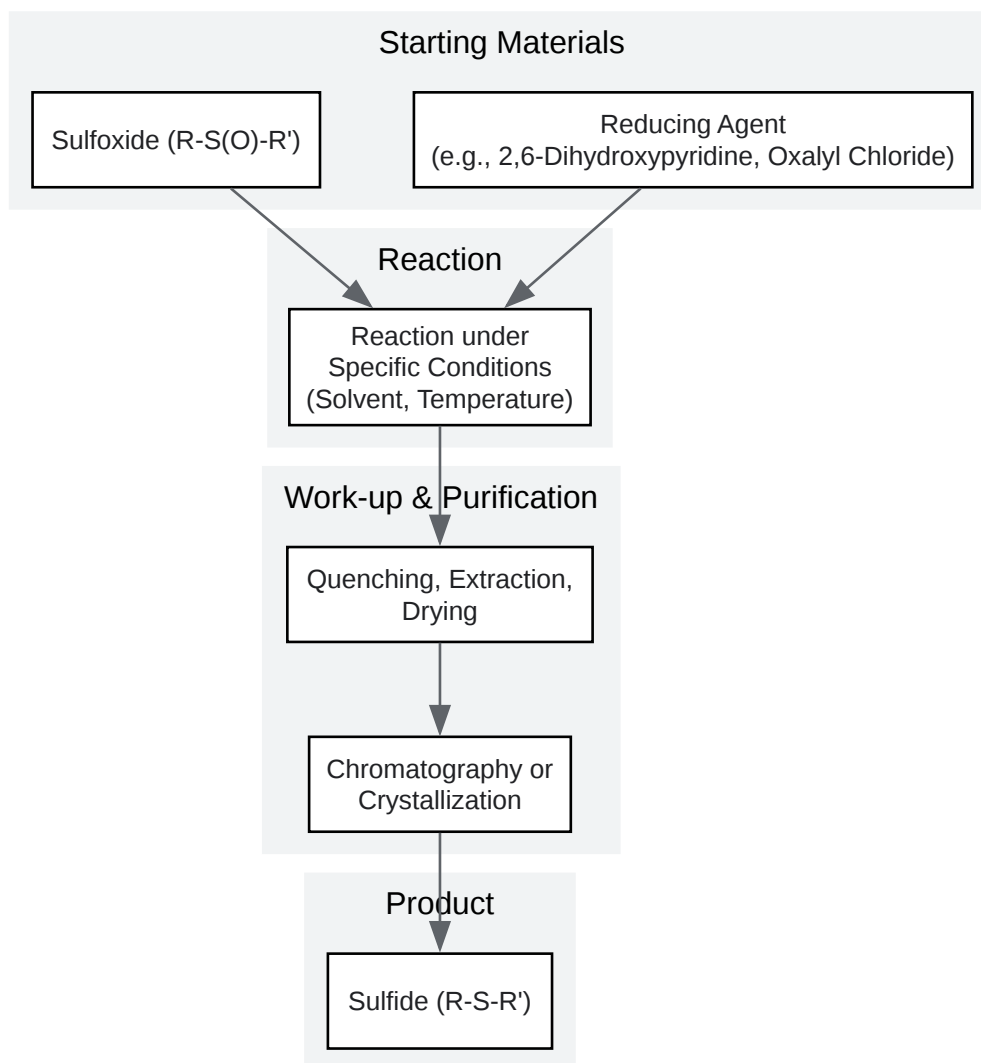 Starting Materials
Sulfoxide (R-S(O)-R')
Reducing Agent
(e.g., 2,6-Dihydroxypyridine, Oxalyl Chloride)
Reaction
Reaction under
Specific Conditions
(Solvent, Temperature)
Work-up & Purification
Quenching, Extraction,
Drying
Chromatography or
Crystallization
Product
Sulfide (R-S-R')